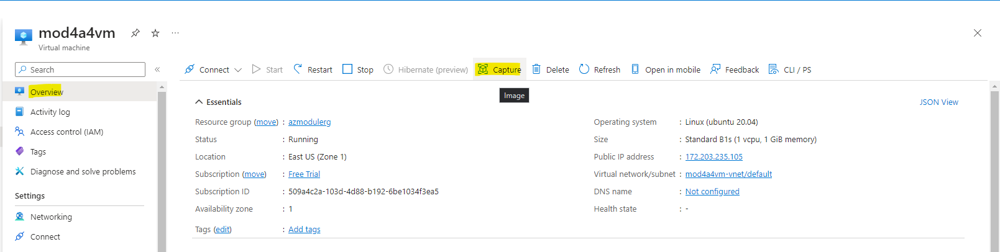 mod4a4vm
Virtual machine
Search
«
Connect
Start
Restart
Stop
Hibernate (preview)
Capture
Delete
Refresh
Open in mobile
Feedback
CLI / PS
Image
Overview
Activity log
Access control (IAM)
Tags
Diagnose and solve problems
Settings
Networking
Connect
Essentials
JSON View
Resource group (move) : azmodulerg
Status : Running
Location : East US (Zone 1)
Subscription (move) : Free Trial
Subscription ID : 509a4c2a-103d-4d88-b192-6be1034f3ea5
Availability zone : 1
Tags (edit) : Add tags
Operating system : Linux (ubuntu 20.04)
Size : Standard B1s (1 vcpu, 1 GiB memory)
Public IP address : 172.203.235.105
Virtual network/subnet : mod4a4vm-vnet/default
DNS name : Not configured
Health state : -